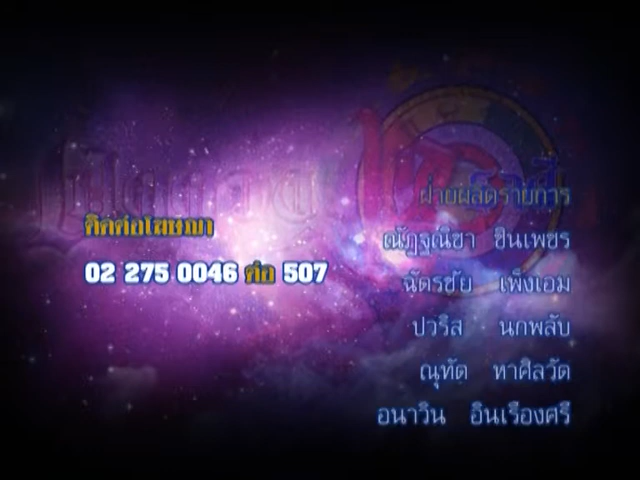 ติดต่อโฆษณา
02 275 0046 ต่อ 507
ฝ่ายผลิตรายการ
ณัฏฐณิชา ชินเพชร
ฉัตรชัย เพ็งเอม
ปวริส นกพลับ
ณุทัต ทาศิลวัต
อนาวิน อินเรืองศรี